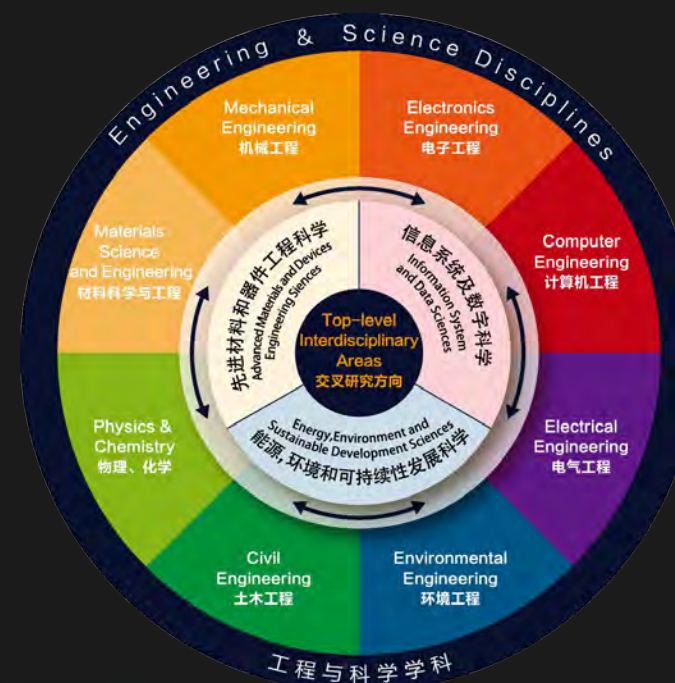 Engineering & Science Disciplines
Mechanical
Engineering
机械工程
Electronics
Engineering
电子工程
Computer
Engineering
计算机工程
Electrical
Engineering
电气工程
Environmental
Engineering
环境工程
Civil
Engineering
土木工程
Physics &
Chemistry
物理、化学
Materials
Science
and Engineering
材料科学与工程
先进材料和器件工程科学
Advanced Materials and Devices
Engineering Siences
信息系统及数字科学
Information System
and Data Sciences
Top-level
Interdisciplinary
Areas
交叉研究方向
Energy,Environment and
Sustainable Development Sciences
能源,环境和可持续性发展科学
工程与科学学科